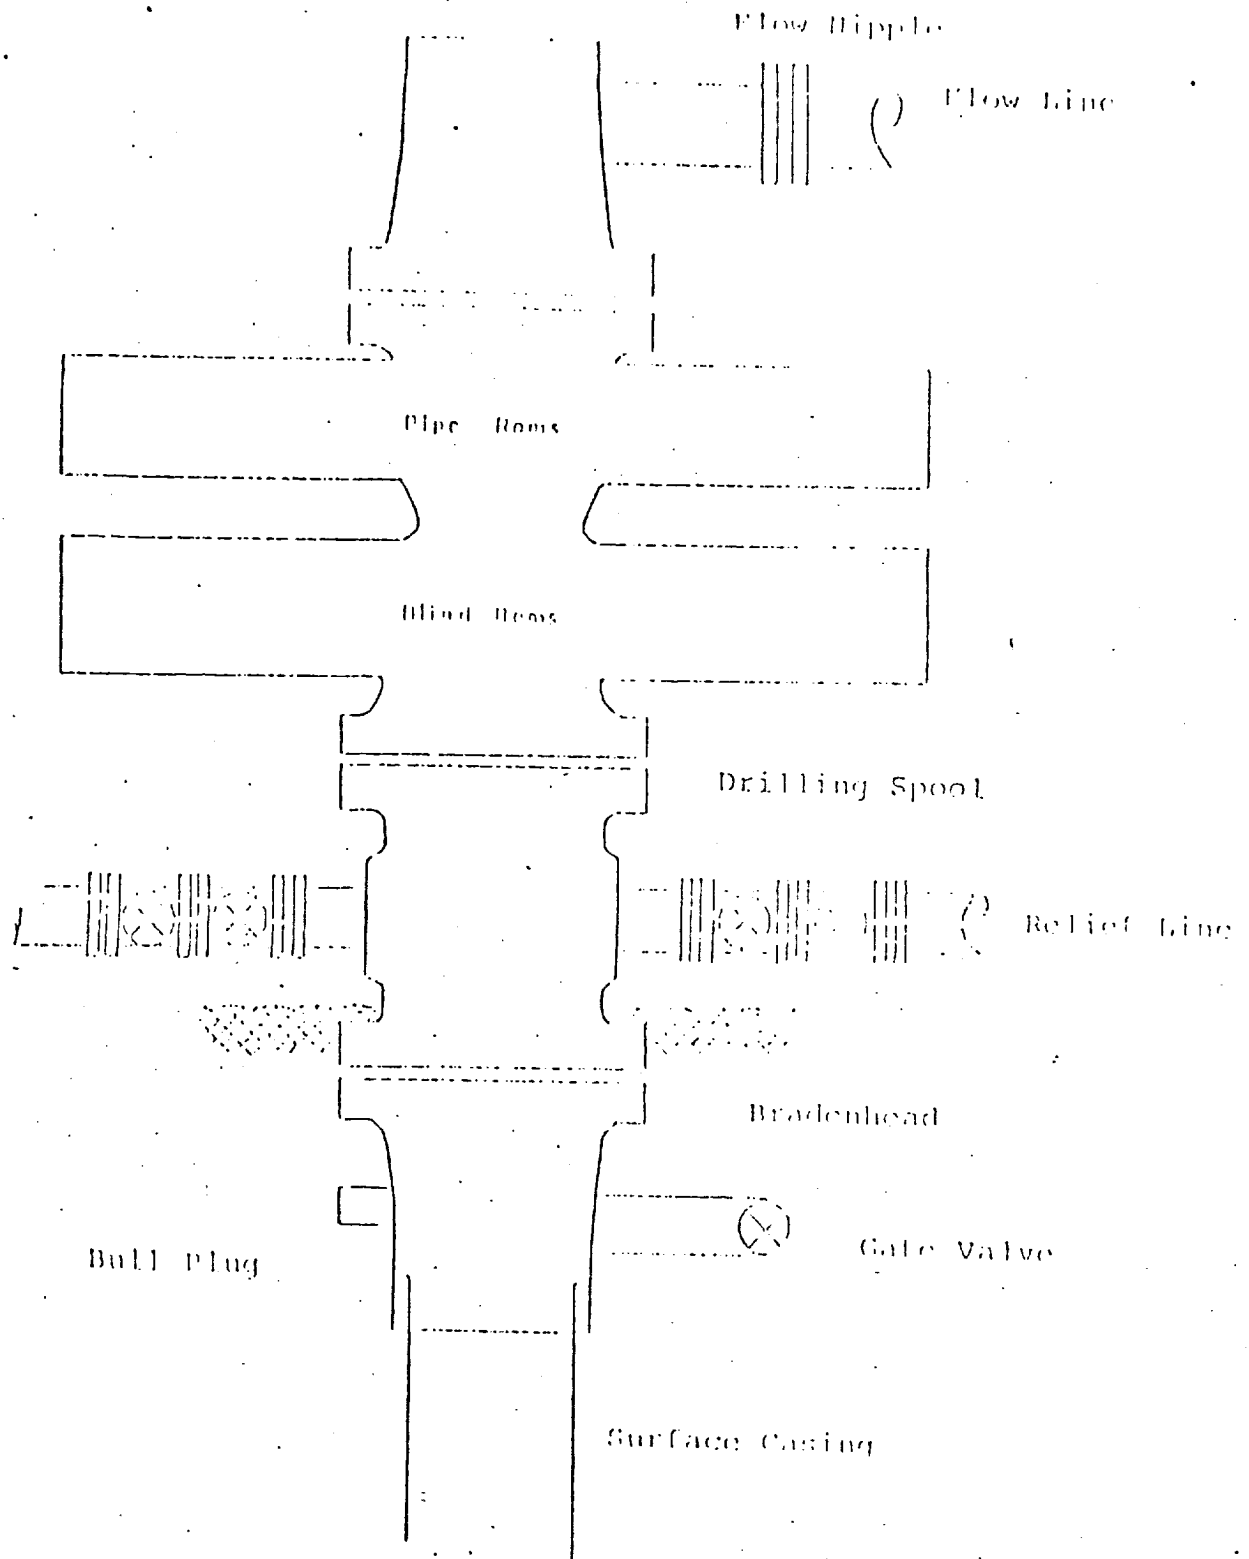 Flow Nipple
Flow Line
Pipe Rams
Blind Rams
Drilling Spool
Relief Line
Bradenhead
Bull Plug
Gate Valve
Surface Casing